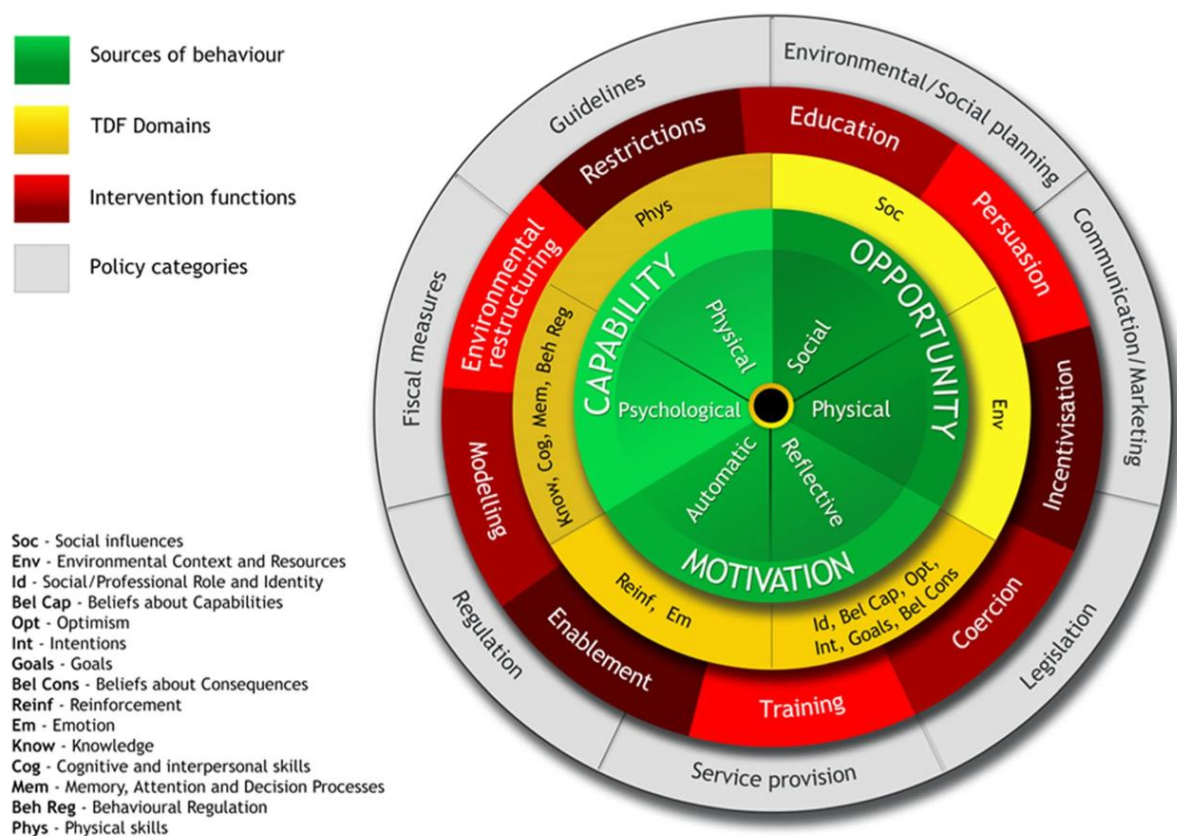 Sources of behaviour
TDF Domains
Intervention functions
Policy categories
Soc - Social influences
Env - Environmental Context and Resources
Id - Social/Professional Role and Identity
Bel Cap - Beliefs about Capabilities
Opt - Optimism
Int - Intentions
Goals - Goals
Bel Cons - Beliefs about Consequences
Reinf - Reinforcement
Em - Emotion
Know - Knowledge
Cog - Cognitive and interpersonal skills
Mem - Memory, Attention and Decision Processes
Beh Reg - Behavioural Regulation
Phys - Physical skills
Guidelines
Environmental/Social planning
Communication/Marketing
Legislation
Service provision
Regulation
Fiscal measures
Restrictions
Education
Persuasion
Incentivisation
Coercion
Training
Enablement
Modelling
Environmental
restructuring
Phys
Soc
Env
Id, Bel Cap, Opt,
Int, Goals, Bel Cons
Reinf, Em
Know, Cog, Mem, Beh Reg
CAPABILITY
OPPORTUNITY
MOTIVATION
Physical
Social
Physical
Reflective
Automatic
Psychological